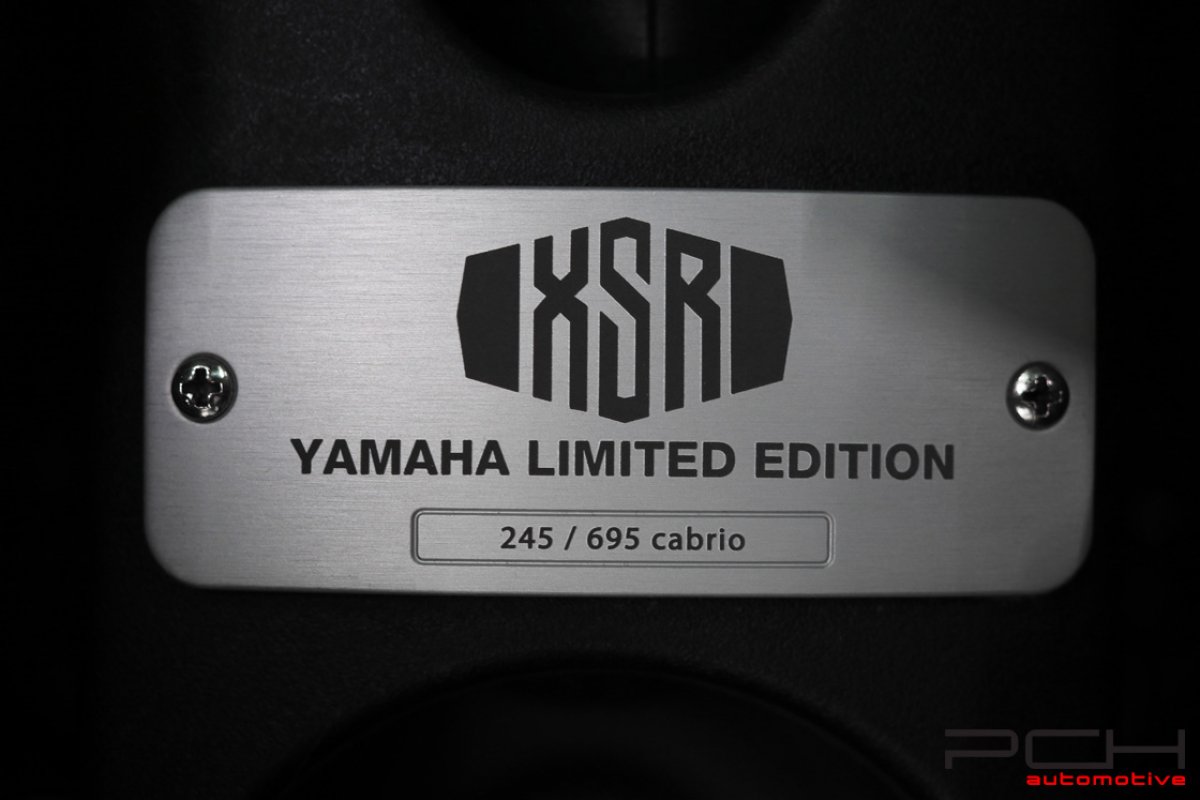 XSR
YAMAHA LIMITED EDITION
245 / 695 cabrio
PCH
automotive